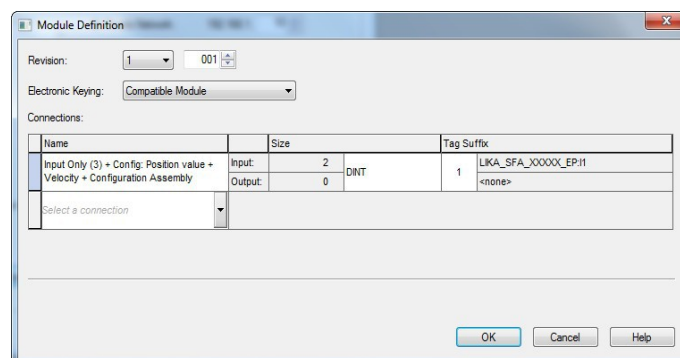 Module Definition
Revision:
1
001
Electronic Keying:
Compatible Module
Connections:
Name
Size
Tag Suffix
Input Only (3) + Config: Position value +
Velocity + Configuration Assembly
Input:
2
DINT
1
LIKA_SFA_XXXXX_EP:I1
Output:
0
<none>
Select a connection
OK
Cancel
Help